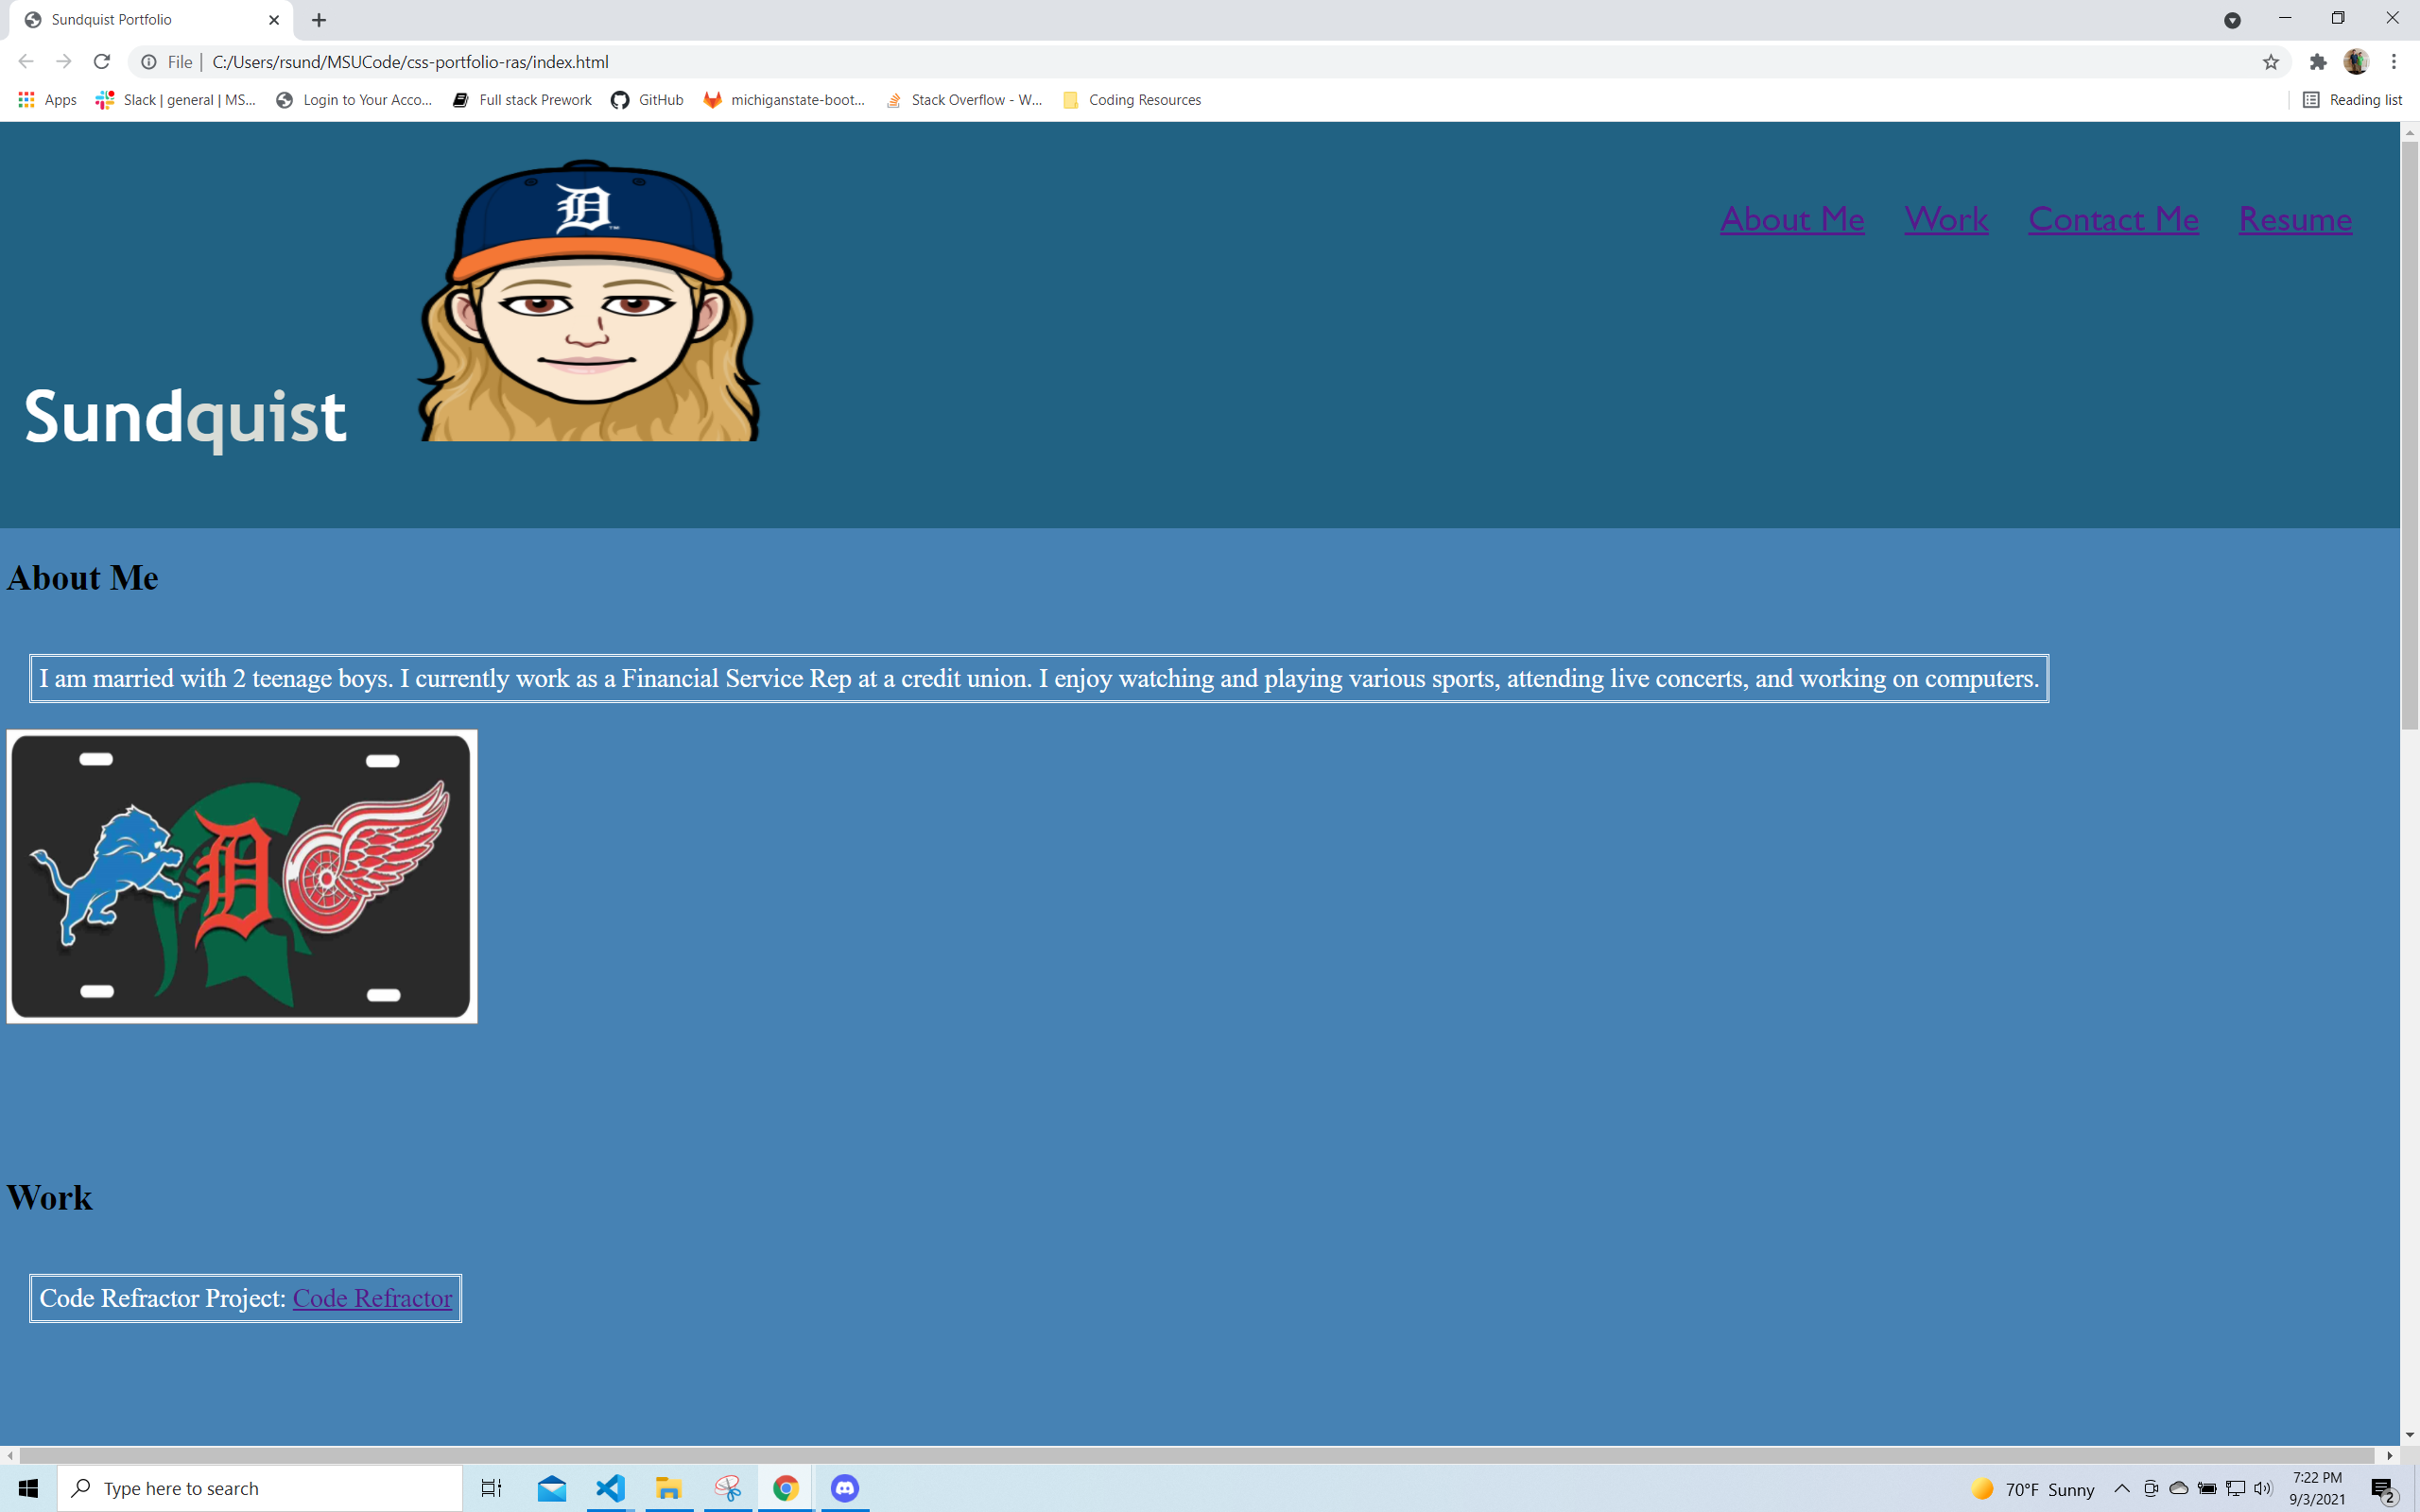 Sundquist Portfolio
File | C:/Users/rsund/MSUCode/css-portfolio-ras/index.html
Apps Slack | general | MS... Login to Your Acco... Full stack Prework GitHub michiganstate-boot... Stack Overflow - W... Coding Resources Reading list
D
TM
About Me Work Contact Me Resume
Sundquist
About Me
I am married with 2 teenage boys. I currently work as a Financial Service Rep at a credit union. I enjoy watching and playing various sports, attending live concerts, and working on computers.
D
Work
Code Refractor Project: Code Refractor
Type here to search
70°F Sunny
7:22 PM
9/3/2021
2